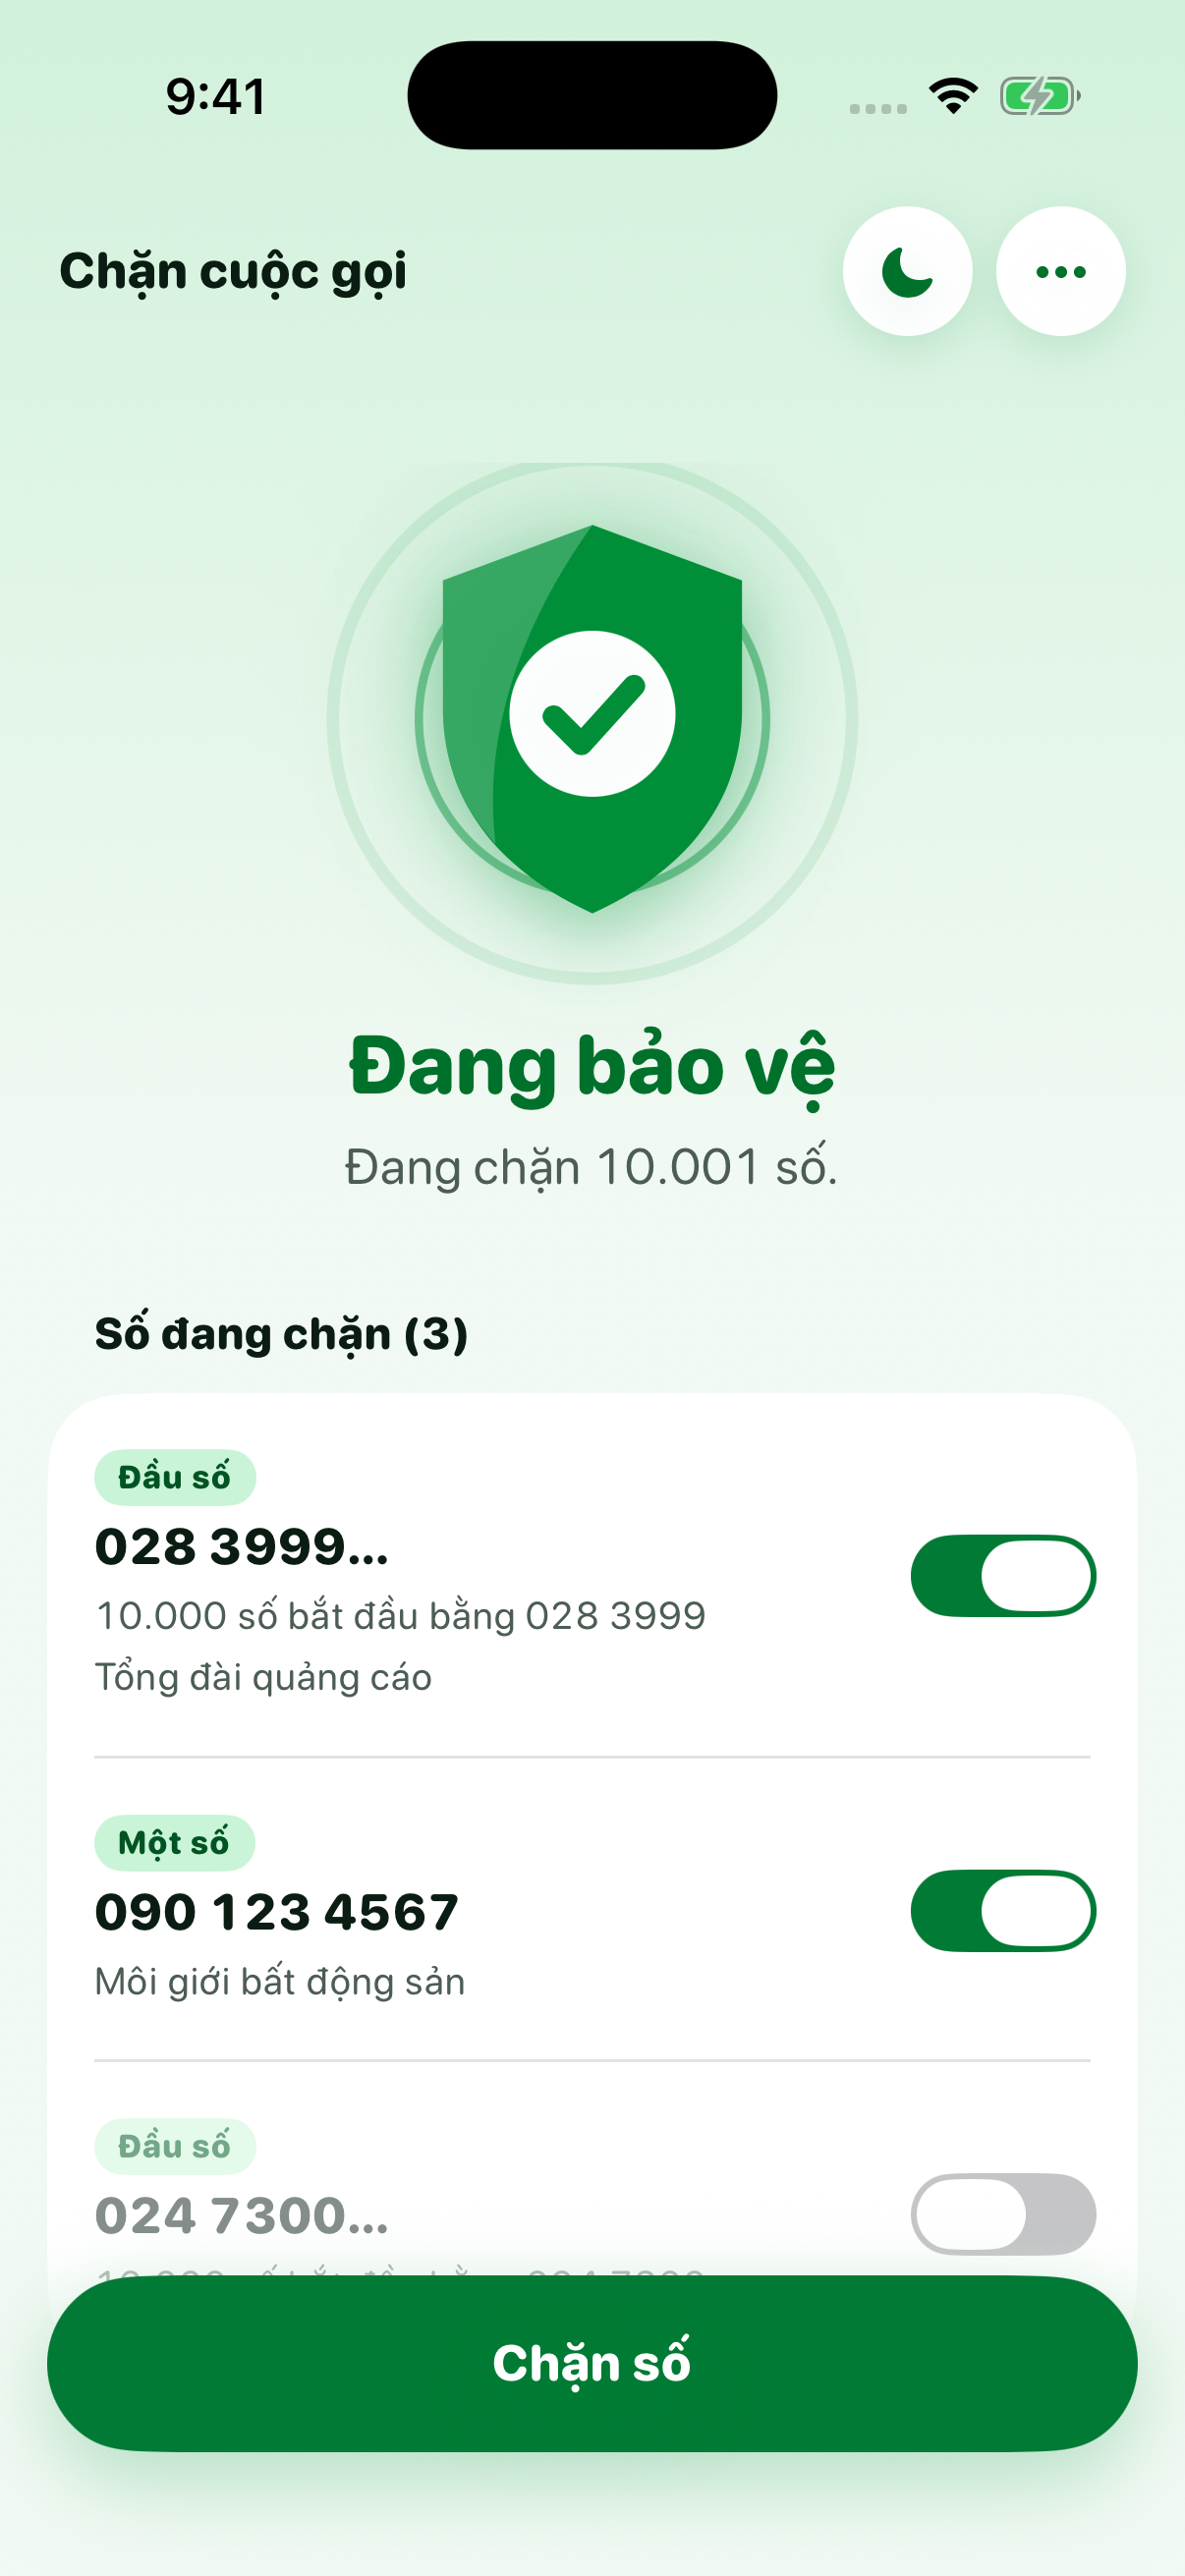 9:41
Chặn cuộc gọi
Đang bảo vệ
Đang chặn 10.001 số.
Số đang chặn (3)
Đầu số
028 3999...
10.000 số bắt đầu bằng 028 3999
Tổng đài quảng cáo
Một số
090 123 4567
Môi giới bất động sản
Đầu số
024 7300...
Chặn số